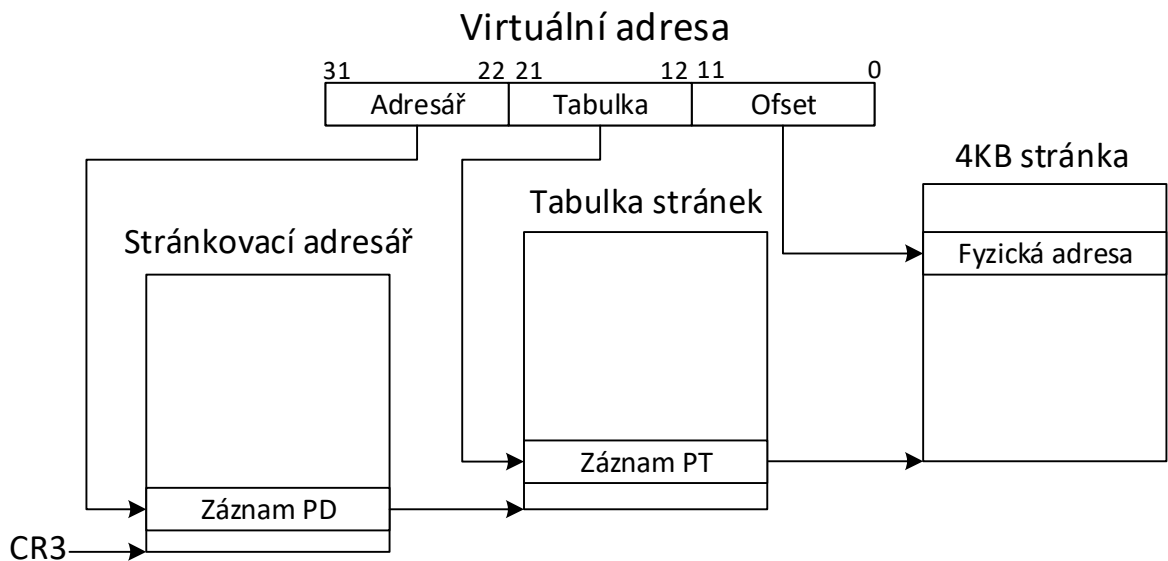 Virtuální adresa
31 22 21 12 11 0
Adresář Tabulka Ofset
4KB stránka
Tabulka stránek
Stránkovací adresář
Fyzická adresa
Záznam PT
Záznam PD
CR3